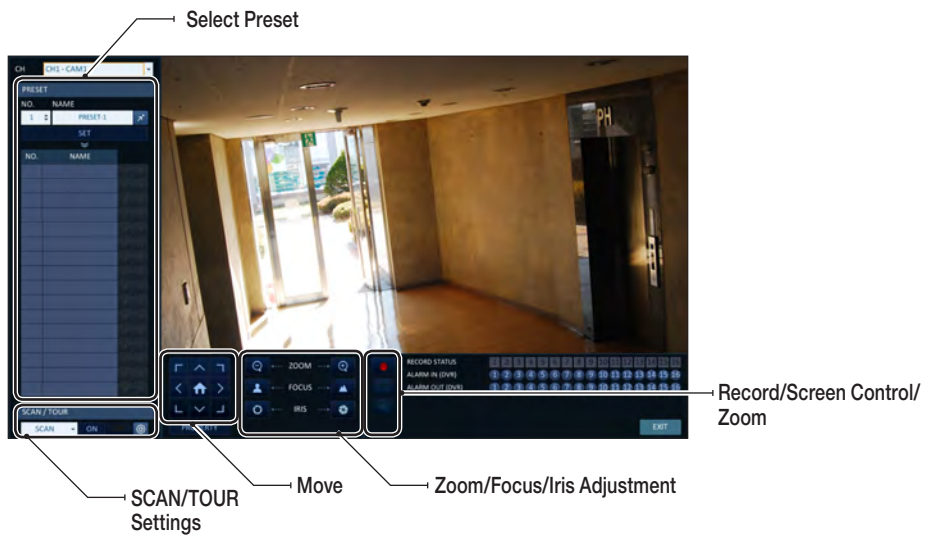 Select Preset
CH CH1 - CAM1
PRESET
NO. NAME
1 PRESET-1
SET
NO. NAME
PH
ZOOM
FOCUS
IRIS
RECORD STATUS 1 2 3 4 5 6 7 8 9 10 11 12 13 14 15 16
ALARM IN (DVR) 1 2 3 4 5 6 7 8 9 10 11 12 13 14 15 16
ALARM OUT (DVR) 1 2 3 4 5 6 7 8 9 10 11 12 13 14 15 16
SCAN / TOUR
SCAN ON
PROPERTY
EXIT
Record/Screen Control/
Zoom
Move
Zoom/Focus/Iris Adjustment
SCAN/TOUR
Settings